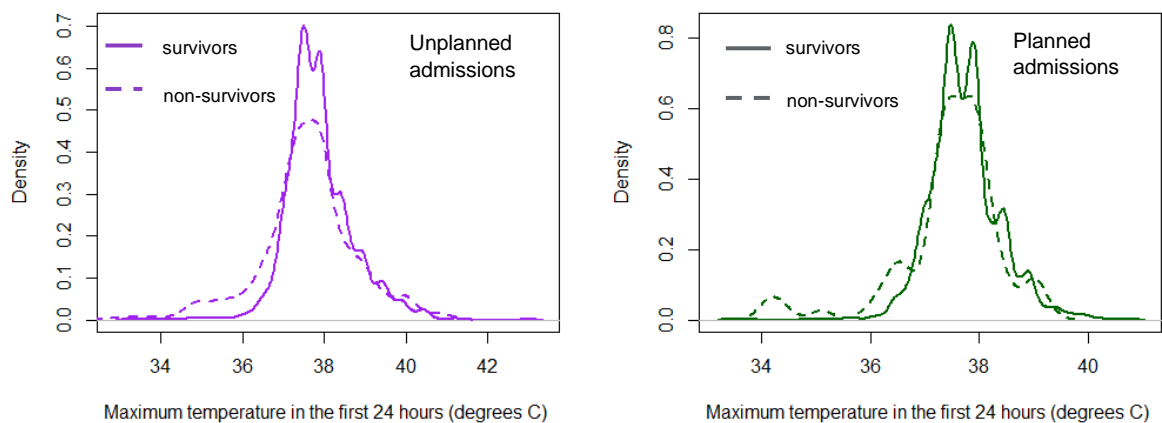 survivors
non-survivors
Unplanned
admissions
Density
0.0 0.1 0.2 0.3 0.4 0.5 0.6 0.7
34 36 38 40 42
Maximum temperature in the first 24 hours (degrees C)
survivors
non-survivors
Planned
admissions
Density
0.0 0.2 0.4 0.6 0.8
34 36 38 40
Maximum temperature in the first 24 hours (degrees C)